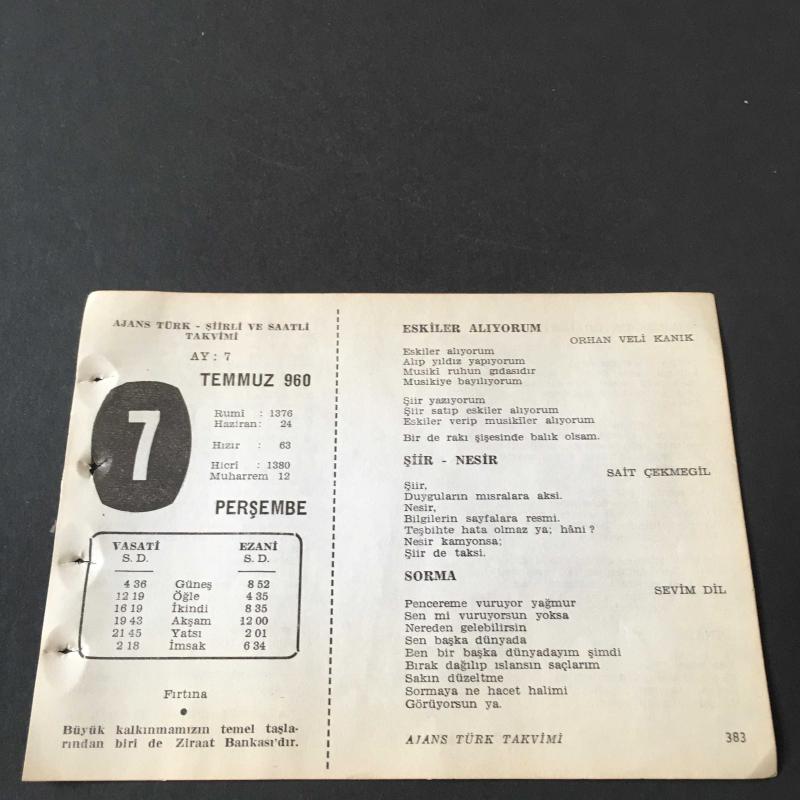 AJANS TÜRK - ŞİİRLİ VE SAATLİ
TAKVİMİ
AY : 7
TEMMUZ 960
7
Rumî : 1376
Haziran: 24
Hızır : 63
Hicrî : 1380
Muharrem 12
PERŞEMBE
VASATİ EZANİ
S. D. S. D.
4 36 Güneş 8 52
12 19 Öğle 4 35
16 19 İkindi 8 35
19 43 Akşam 12 00
21 45 Yatsı 2 01
2 18 İmsak 6 34
Fırtına
Büyük kalkınmamızın temel taşla-
rından biri de Ziraat Bankası'dır.
ESKİLER ALIYORUM
ORHAN VELİ KANIK
Eskiler alıyorum
Alıp yıldız yapıyorum
Musikî ruhun gıdasıdır
Musikiye bayılıyorum
Şiir yazıyorum
Şiir satıp eskiler alıyorum
Eskiler verip musikiler alıyorum
Bir de rakı şişesinde balık olsam.
ŞİİR - NESİR
SAİT ÇEKMEGİL
Şiir,
Duyguların mısralara aksi.
Nesir,
Bilgilerin sayfalara resmi.
Teşbihte hata olmaz ya; hâni ?
Nesir kamyonsa;
Şiir de taksi.
SORMA
SEVİM DİL
Pencereme vuruyor yağmur
Sen mi vuruyorsun yoksa
Nereden gelebilirsin
Sen başka dünyada
Een bir başka dünyadayım şimdi
Bırak dağılıp ıslansın saçlarım
Sakın düzeltme
Sormaya ne hacet halimi
Görüyorsun ya.
AJANS TÜRK TAKVİMİ 383